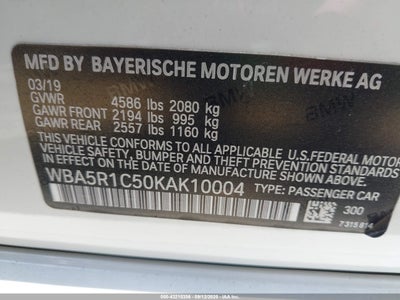 MFD BY BAYERISCHE MOTOREN WERKE AG
03/19
GVWR 4586 lbs 2080 kg
GAWR FRONT 2194 lbs 995 kg
GAWR REAR 2557 lbs 1160 kg
THIS VEHICLE CONFORMS TO ALL APPLICABLE U.S. FEDERAL MOTOR
VEHICLE SAFETY, BUMPER AND THEFT PREVENTION STANDARDS
IN EFFECT ON THE DATE OF MANUFACTURE SHOWN ABOVE.
WBA5R1C50KAK10004 TYPE: PASSENGER CAR
300
7315814